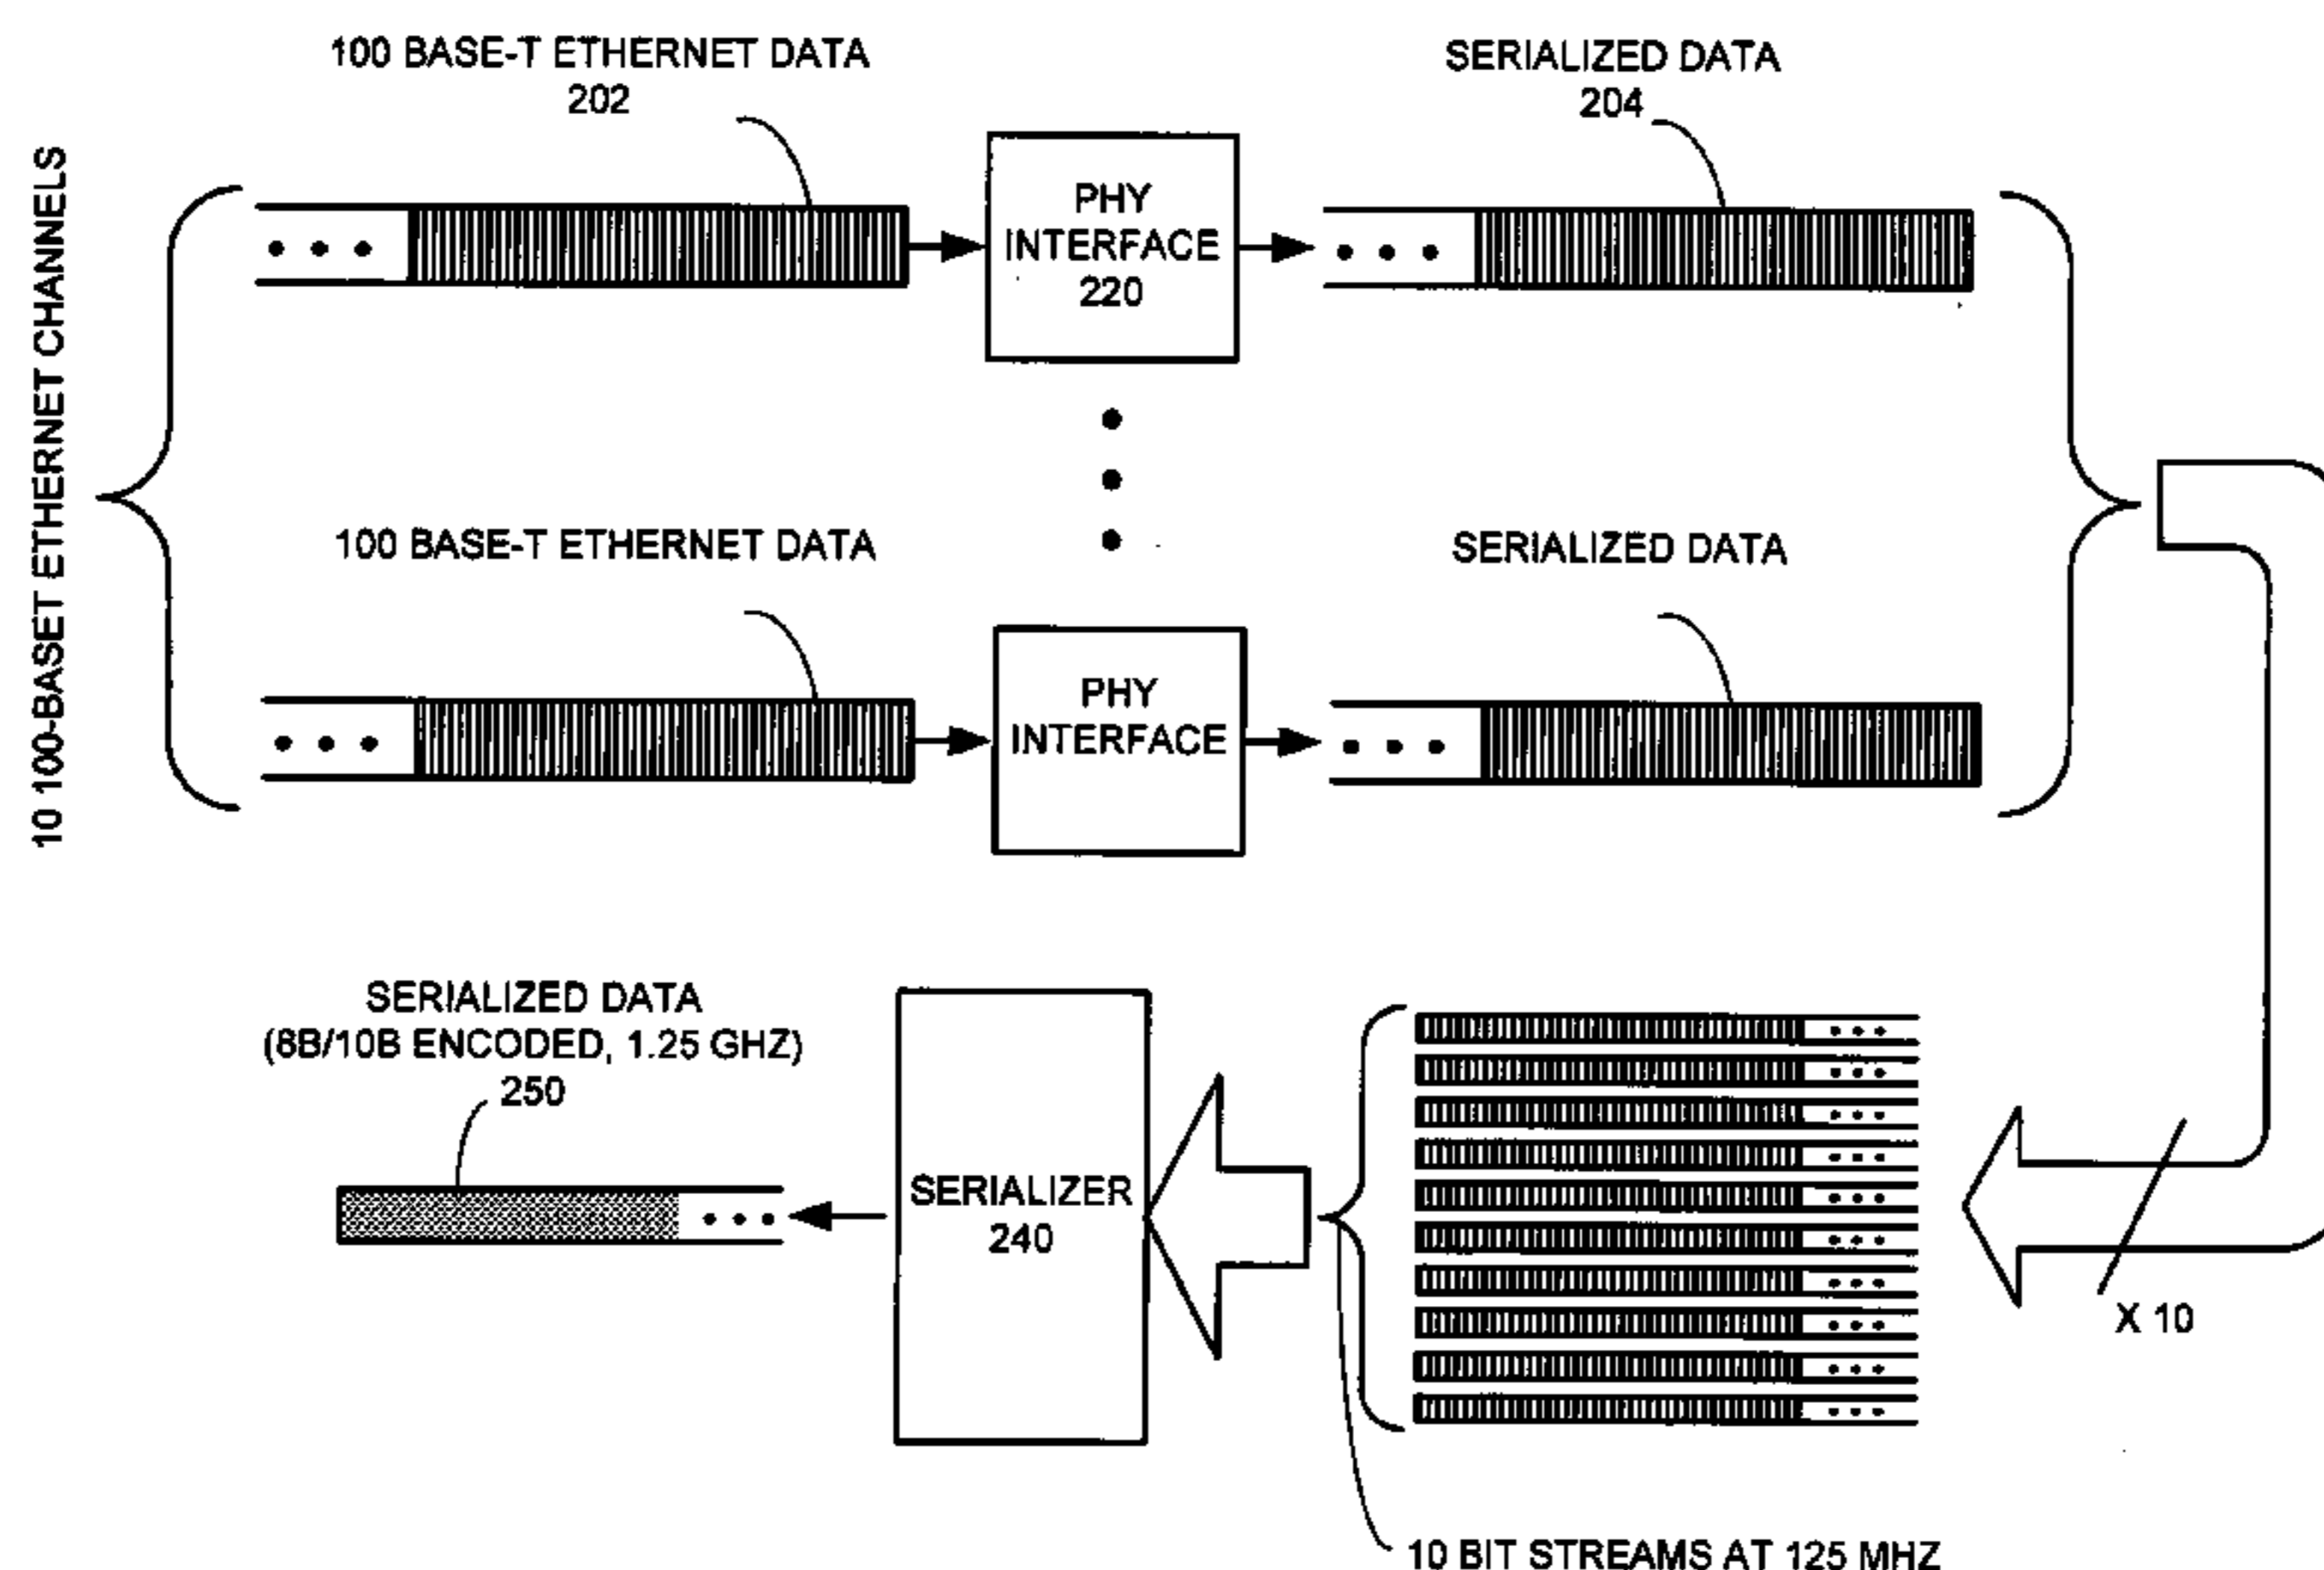 100 BASE-T ETHERNET DATA
202
SERIALIZED DATA
204
10 100-BASET ETHERNET CHANNELS
PHY
INTERFACE
220
100 BASE-T ETHERNET DATA
SERIALIZED DATA
PHY
INTERFACE
SERIALIZED DATA
(8B/10B ENCODED, 1.25 GHZ)
250
SERIALIZER
240
X 10
10 BIT STREAMS AT 125 MHZ